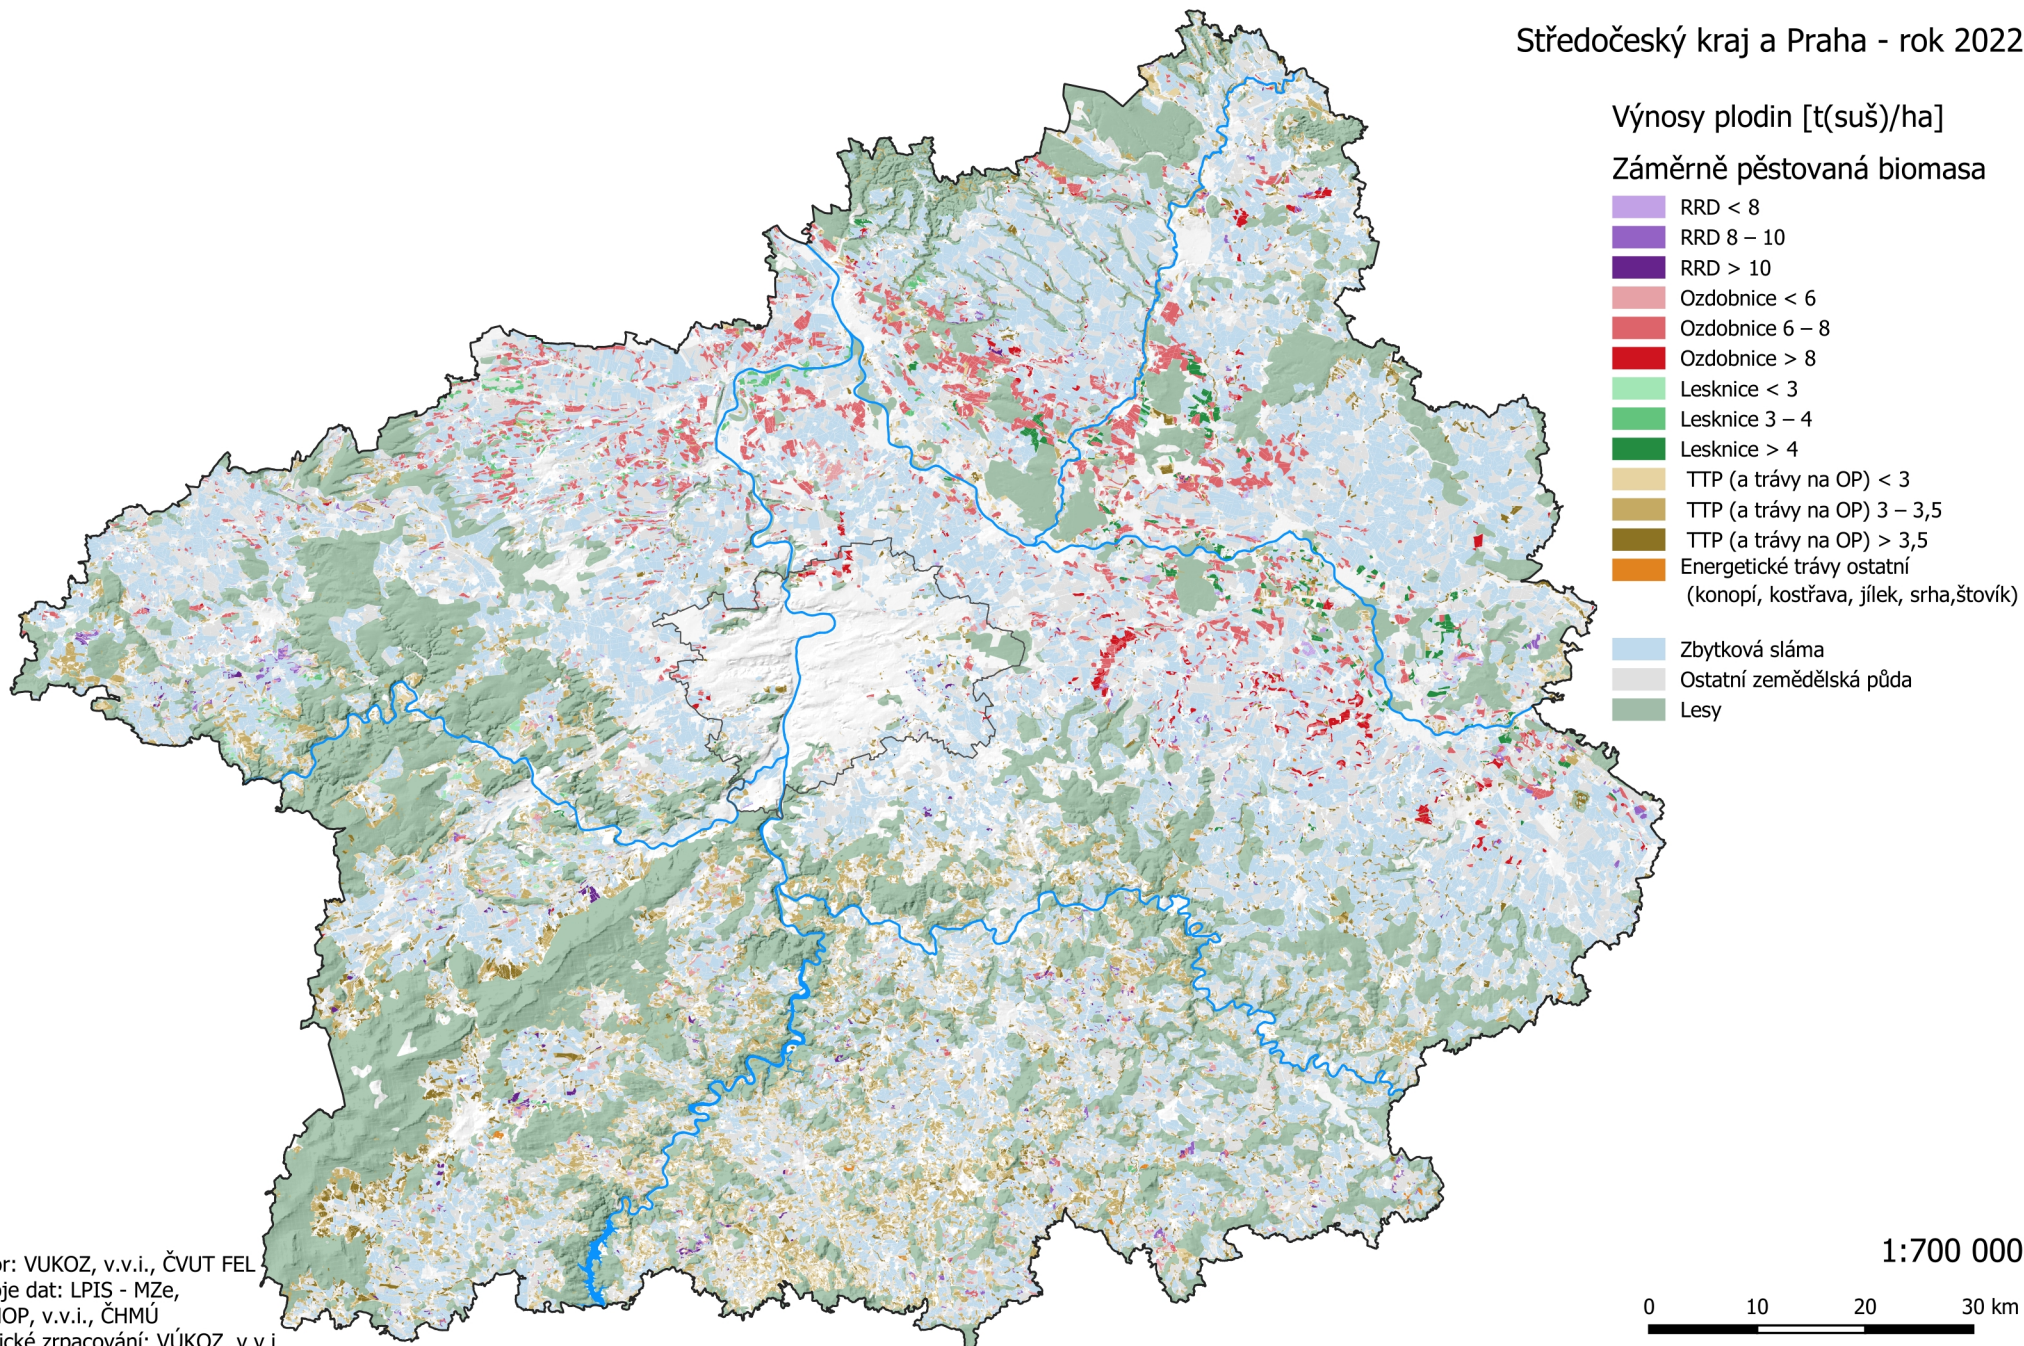 Středočeský kraj a Praha - rok 2022
Výnosy plodin [t(suš)/ha]
Záměrně pěstovaná biomasa
RRD < 8
RRD 8 – 10
RRD > 10
Ozdobnice < 6
Ozdobnice 6 – 8
Ozdobnice > 8
Lesknice < 3
Lesknice 3 – 4
Lesknice > 4
TTP (a trávy na OP) < 3
TTP (a trávy na OP) 3 – 3,5
TTP (a trávy na OP) > 3,5
Energetické trávy ostatní
(konopí, kostřava, jílek, srha,štovík)
Zbytková sláma
Ostatní zemědělská půda
Lesy
1:700 000
0 10 20 30 km
VUKOZ, v.v.i., ČVUT FEL
dat: LPIS - MZe,
v.v.i., ČHMÚ
zrpacování: VÚKOZ, v.v.i.